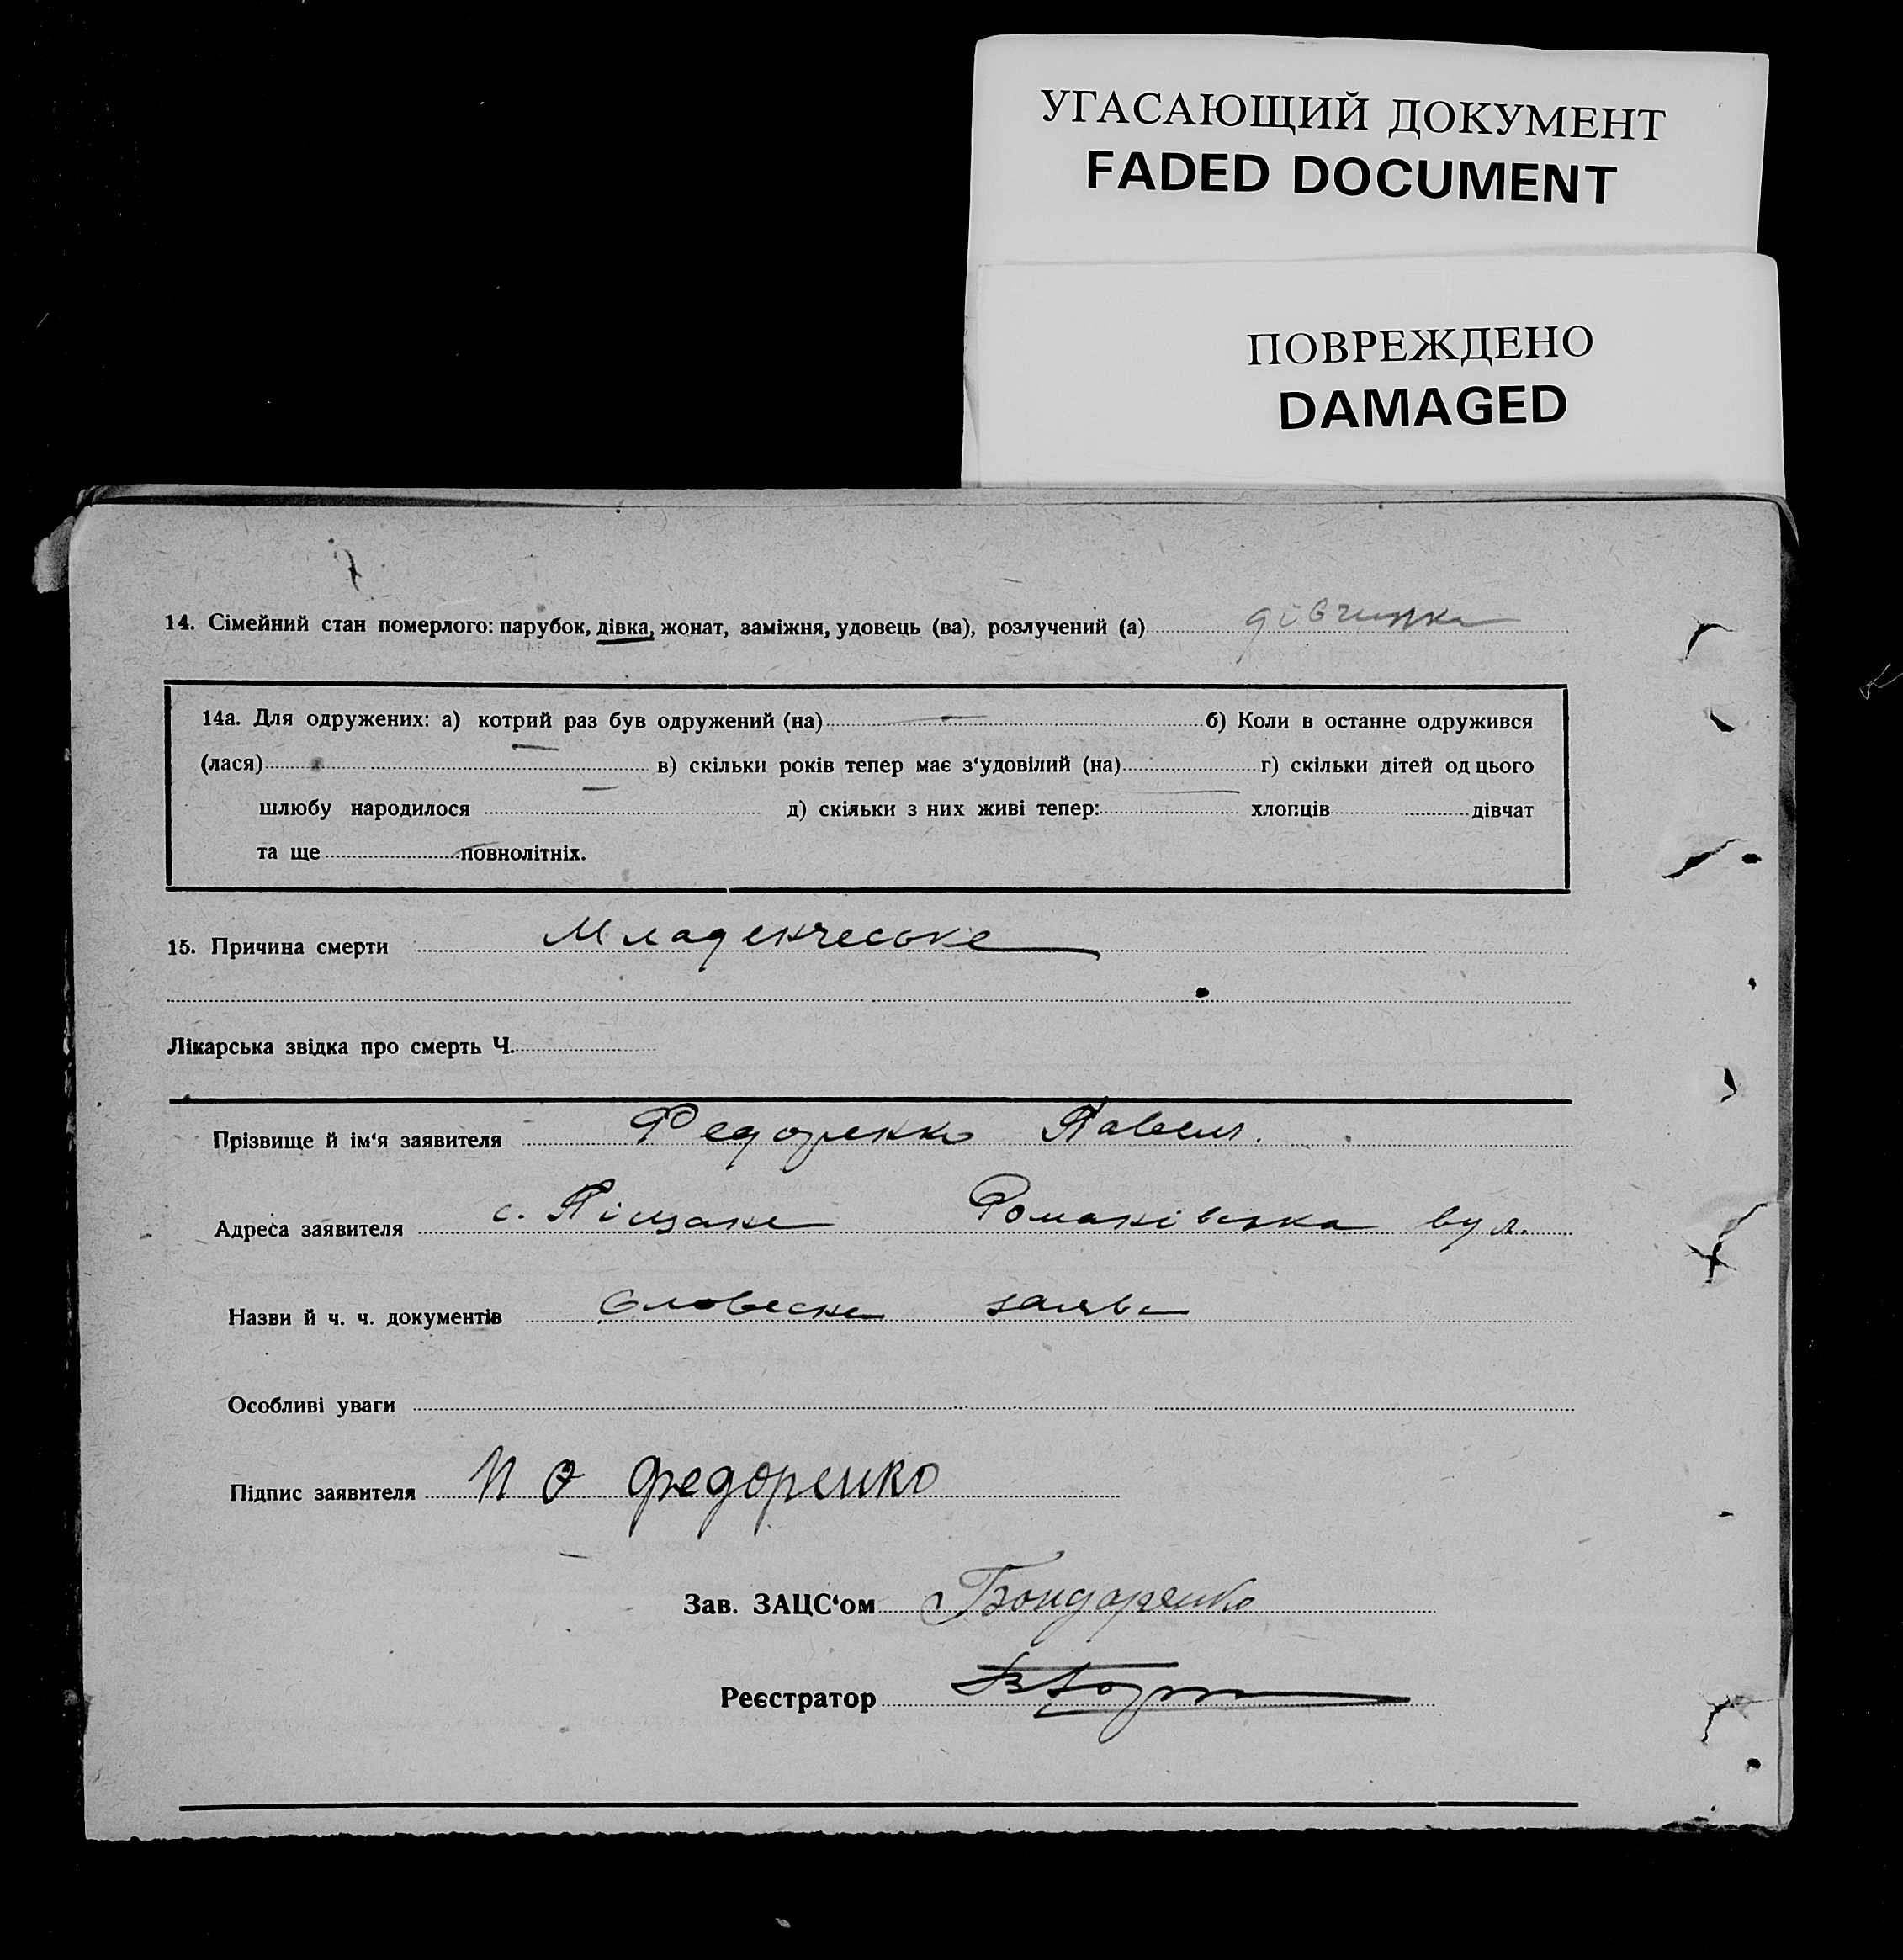 УГАСАЮЩИЙ ДОКУМЕНТ
FADED DOCUMENT
ПОВРЕЖДЕНО
DAMAGED
14. Сімейний стан померлого: парубок, дівка, жонат, заміжня, удовець (ва), розлучений (а) дівчинка
14а. Для одружених: а) котрий раз був одружений (на) — б) Коли в останне одружився
(лася) — в) скільки років тепер має з‘удовілий (на) г) скільки дітей од цього
шлюбу народилося — д) скільки з них живі тепер: — хлопців дівчат
та ще — повнолітніх.
15. Причина смерти Младенческе
Лікарська звідка про смерть Ч.
Прізвище й ім‘я заявителя Федоренко Павел.
Адреса заявителя с. Піщане Романівська вул.
Назви й ч. ч. документів Словесна заява
Особливі уваги
Підпис заявителя П Ф Федоренко
Зав. ЗАЦС‘ом Бондаренко
Реєстратор